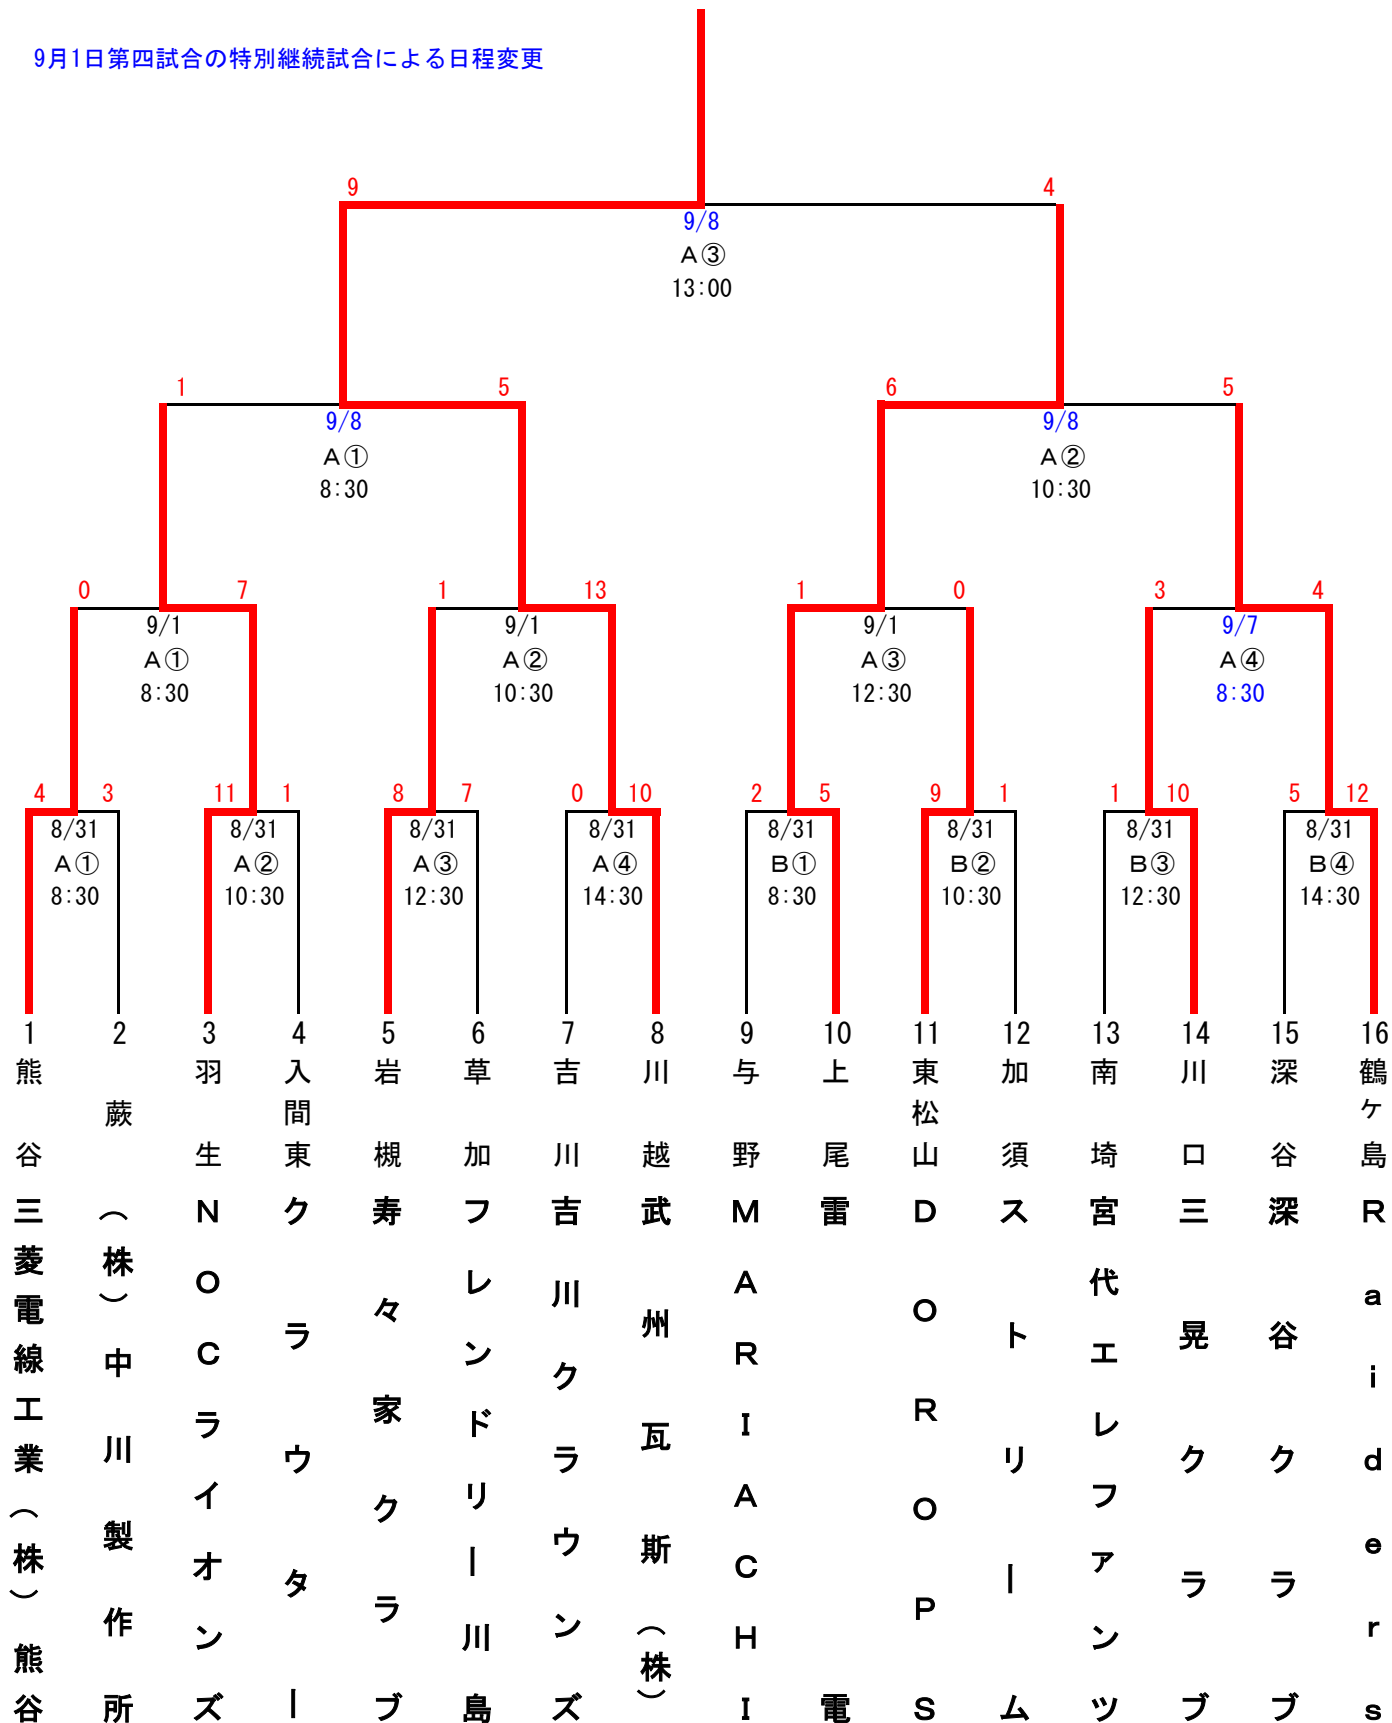 9月1日第四試合の特別継続試合による日程変更
9 4
9/8
A③
13:00
1 5 6 5
9/8 9/8
A① A②
8:30 10:30
0 7 1 13 1 0 3 4
9/1 9/1 9/1 9/7
A① A② A③ A④
8:30 10:30 12:30 8:30
4 3 11 1 8 7 0 10 2 5 9 1 1 10 5 12
8/31 8/31 8/31 8/31 8/31 8/31 8/31 8/31
A① A② A③ A④ B① B② B③ B④
8:30 10:30 12:30 14:30 8:30 10:30 12:30 14:30
1 2 3 4 5 6 7 8 9 10 11 12 13 14 15 16
熊谷
三菱電線工業(株)熊谷
蕨
(株)中川製作所
羽生
NOCライオンズ
入間東
クラウター
岩槻
寿々家クラブ
草加
フレンドリー川島
吉川
吉川クラウンズ
川越
武州瓦斯(株)
与野
MARIACHI
上尾
雷電
東松山
DOROPS
加須
ストリーム
南埼
宮代エレファンツ
川口
三晃クラブ
深谷
深谷クラブ
鶴ケ島
Raiders